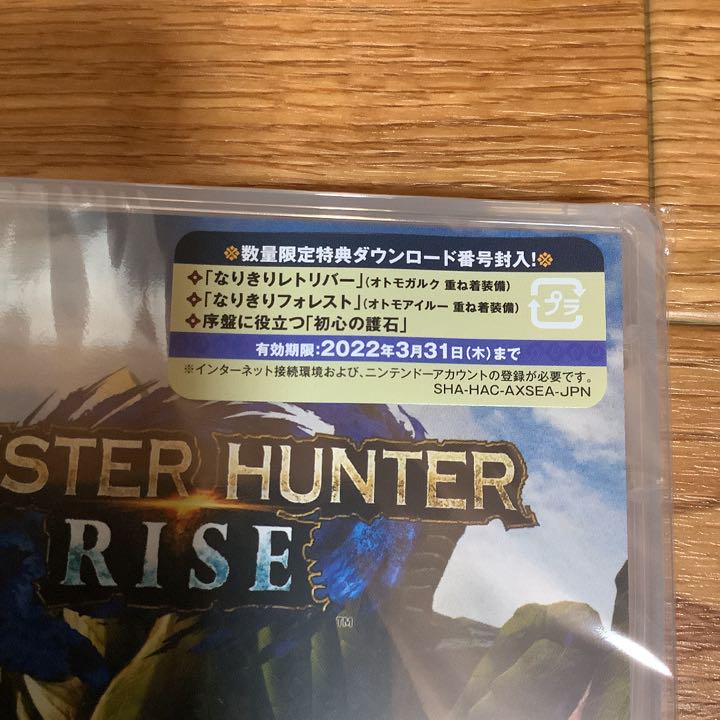 ※数量限定特典ダウンロード番号封入!※
「なりきりレトリバー」(オトモガルク 重ね着装備)
「なりきりフォレスト」(オトモアイルー 重ね着装備)
序盤に役立つ「初心の護石」
プラ
有効期限:2022年3月31日(木)まで
※インターネット接続環境および、ニンテンドーアカウントの登録が必要です。
SHA-HAC-AXSEA-JPN
STER HUNTER
RISE
TM